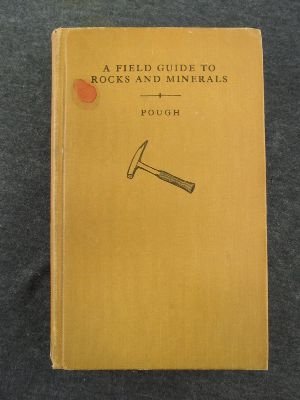 A FIELD GUIDE TO
ROCKS AND MINERALS
POUGH